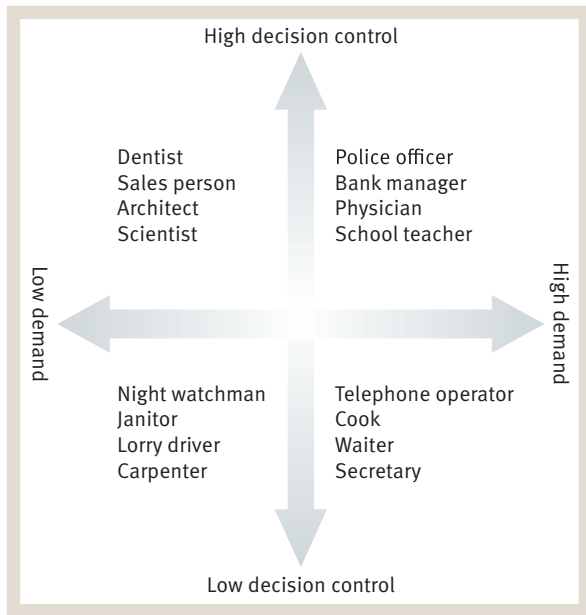 High decision control
Dentist
Sales person
Architect
Scientist
Police officer
Bank manager
Physician
School teacher
Low demand
High demand
Night watchman
Janitor
Lorry driver
Carpenter
Telephone operator
Cook
Waiter
Secretary
Low decision control